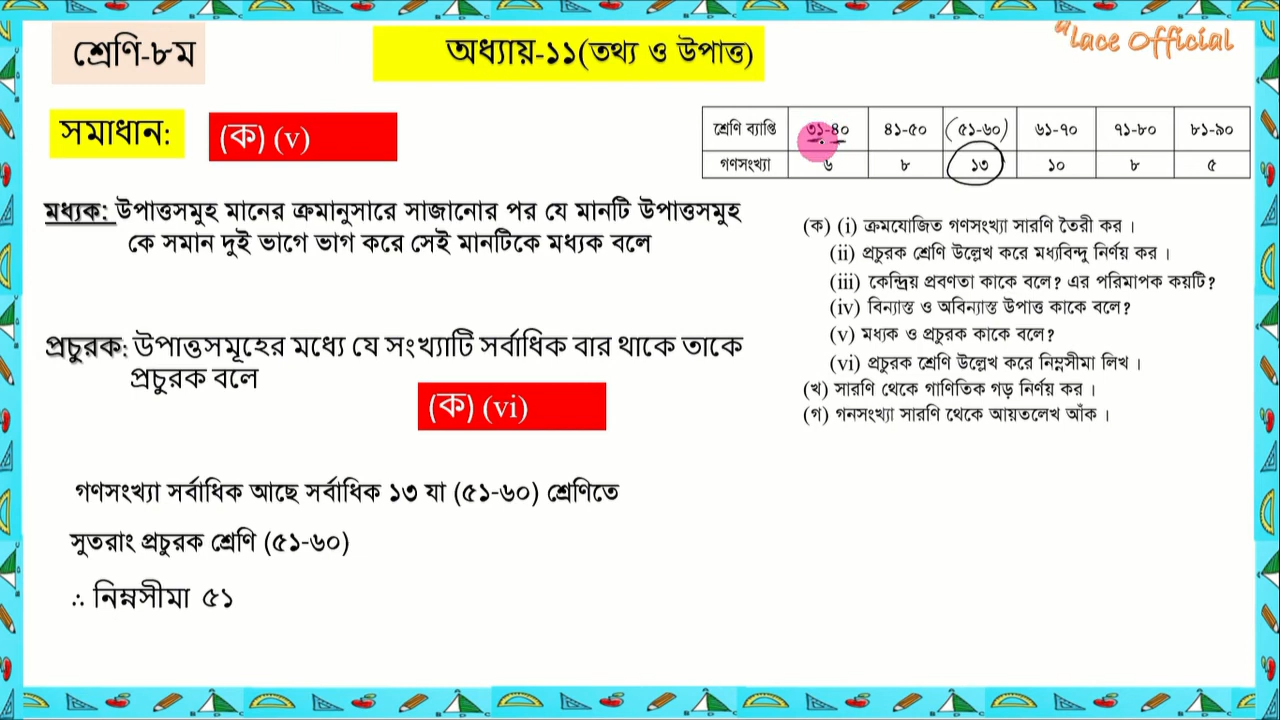 শ্রেণি-৮ম
অধ্যায়-১১(তথ্য ও উপাত্ত)
alace Official
সমাধান:
(ক) (v)
শ্রেণি ব্যাপ্তি ৩১-৪০ ৪১-৫০ (৫১-৬০) ৬১-৭০ ৭১-৮০ ৮১-৯০
গণসংখ্যা ৬ ৮ ১৩ ১০ ৮ ৫
মধ্যক: উপাত্তসমুহ মানের ক্রমানুসারে সাজানোর পর যে মানটি উপাত্তসমুহ
কে সমান দুই ভাগে ভাগ করে সেই মানটিকে মধ্যক বলে
প্রচুরক: উপাত্তসমূহের মধ্যে যে সংখ্যাটি সর্বাধিক বার থাকে তাকে
প্রচুরক বলে
(ক) (vi)
গণসংখ্যা সর্বাধিক আছে সর্বাধিক ১৩ যা (৫১-৬০) শ্রেণিতে
সুতরাং প্রচুরক শ্রেণি (৫১-৬০)
∴ নিম্নসীমা ৫১
(ক) (i) ক্রমযোজিত গণসংখ্যা সারণি তৈরী কর।
(ii) প্রচুরক শ্রেণি উল্লেখ করে মধ্যবিন্দু নির্ণয় কর।
(iii) কেন্দ্রিয় প্রবণতা কাকে বলে? এর পরিমাপক কয়টি?
(iv) বিন্যাস্ত ও অবিন্যাস্ত উপাত্ত কাকে বলে?
(v) মধ্যক ও প্রচুরক কাকে বলে?
(vi) প্রচুরক শ্রেণি উল্লেখ করে নিম্নসীমা লিখ।
(খ) সারণি থেকে গাণিতিক গড় নির্ণয় কর।
(গ) গনসংখ্যা সারণি থেকে আয়তলেখ আঁক।